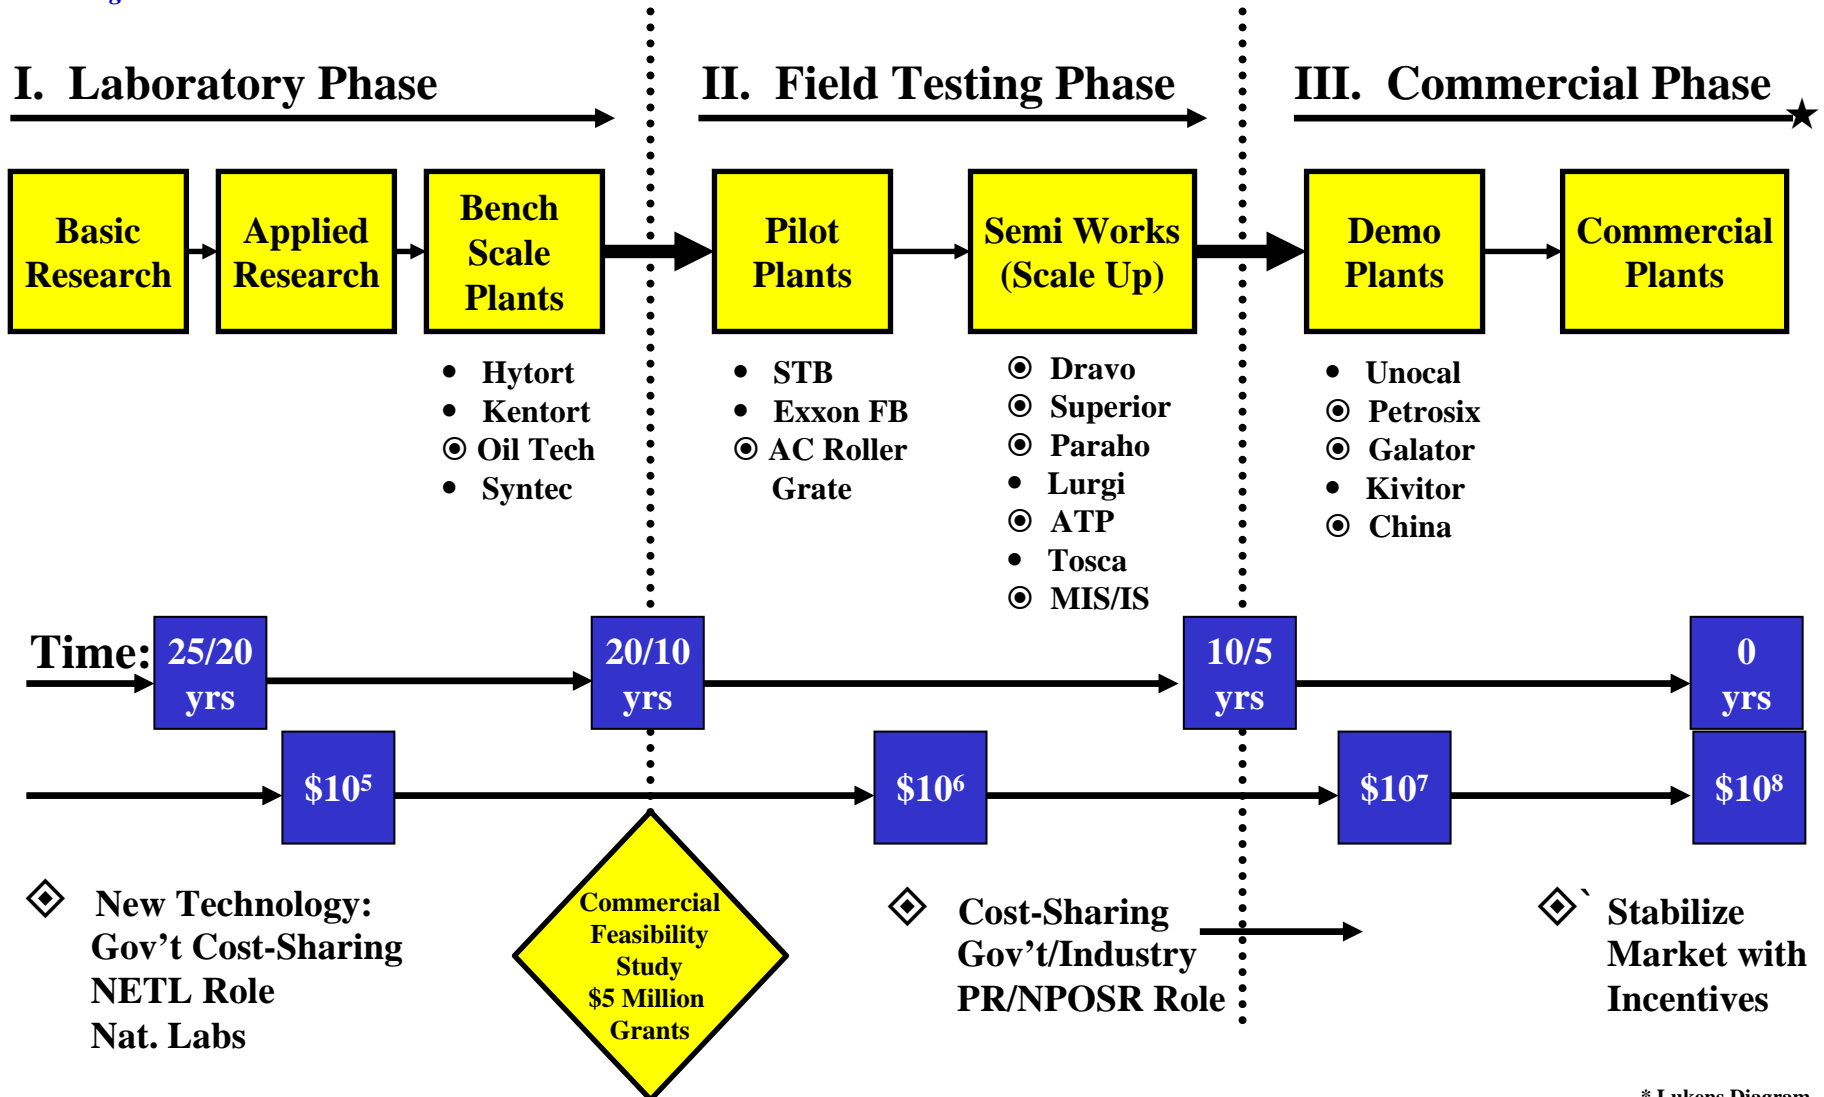 I. Laboratory Phase
II. Field Testing Phase
III. Commercial Phase
Basic
Research
Applied
Research
Bench
Scale
Plants
Pilot
Plants
Semi Works
(Scale Up)
Demo
Plants
Commercial
Plants
• Hytort
• Kentort
⦿ Oil Tech
• Syntec
• STB
• Exxon FB
⦿ AC Roller
Grate
⦿ Dravo
⦿ Superior
⦿ Paraho
• Lurgi
⦿ ATP
• Tosca
⦿ MIS/IS
• Unocal
⦿ Petrosix
⦿ Galator
• Kivitor
⦿ China
Time:
25/20
yrs
20/10
yrs
10/5
yrs
0
yrs
$10⁵
$10⁶
$10⁷
$10⁸
New Technology:
Gov't Cost-Sharing
NETL Role
Nat. Labs
Commercial
Feasibility
Study
$5 Million
Grants
Cost-Sharing
Gov't/Industry
PR/NPOSR Role
` Stabilize
Market with
Incentives
* Lukens Diagram